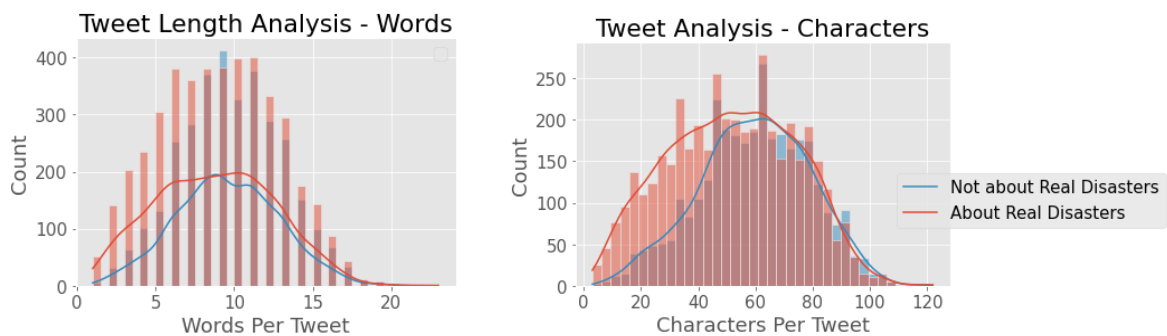 Tweet Length Analysis - Words
400
300
200
100
0
Count
5
10
15
20
Words Per Tweet
Tweet Analysis - Characters
250
200
150
100
50
0
Count
0
20
40
60
80
100
120
Characters Per Tweet
Not about Real Disasters
About Real Disasters